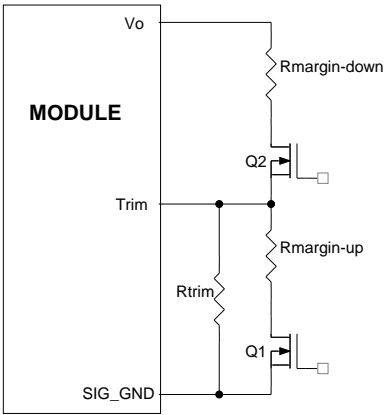 Vo
Rmargin-down
MODULE
Q2
Trim
Rmargin-up
Rtrim
Q1
SIG_GND